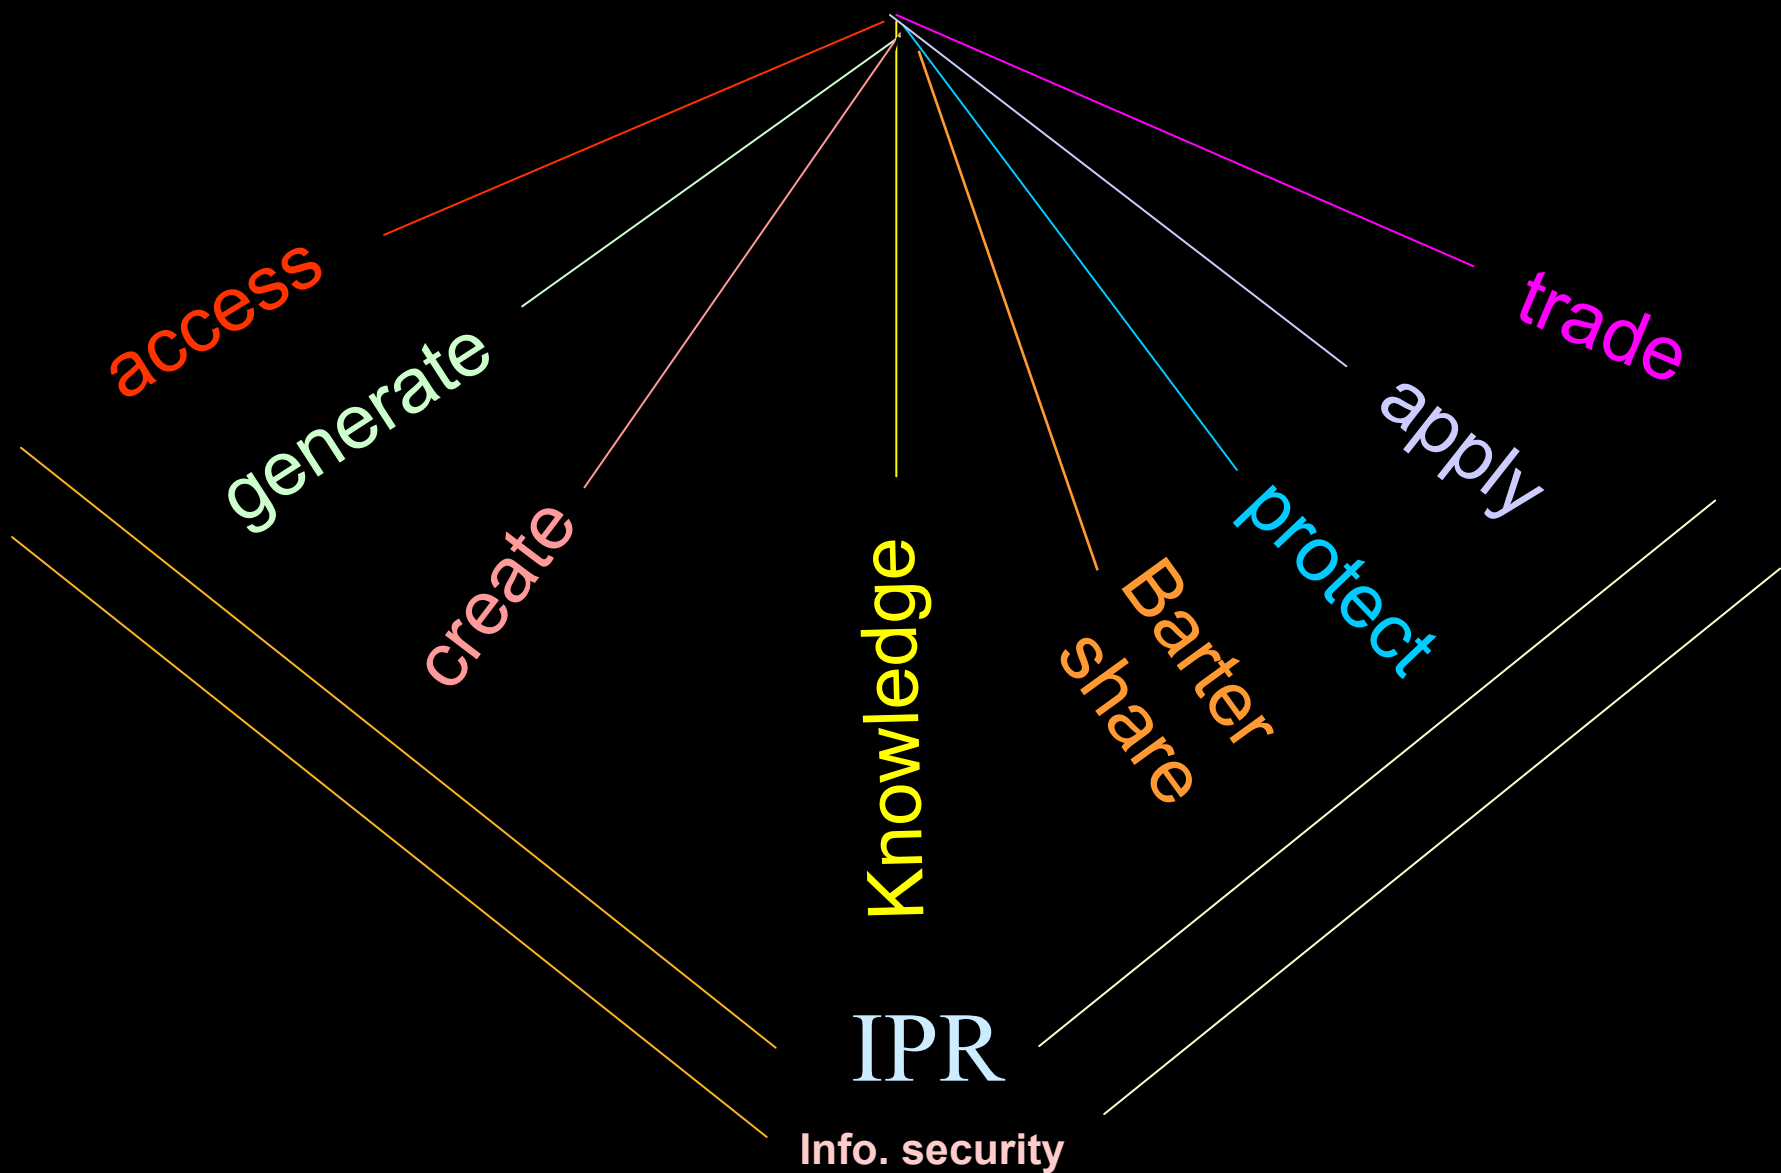 access
generate
create
Knowledge
Barter
share
protect
apply
trade
IPR
Info. security